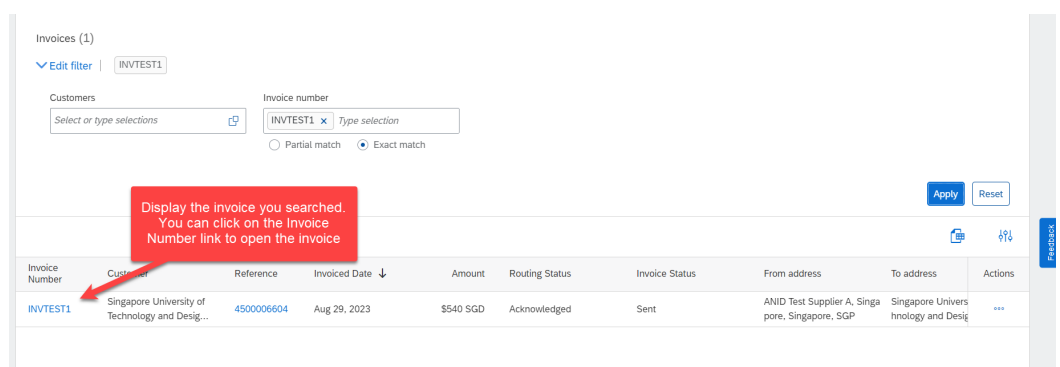 Invoices (1)
Edit filter | INVTEST1
Customers Invoice number
Select or type selections INVTEST1 x Type selection
Partial match Exact match
Apply Reset
Display the invoice you searched.
You can click on the Invoice
Number link to open the invoice
Feedback
Invoice
Number Customer Reference Invoiced Date ↓ Amount Routing Status Invoice Status From address To address Actions
INVTEST1 Singapore University of
Technology and Desig... 4500006604 Aug 29, 2023 $540 SGD Acknowledged Sent ANID Test Supplier A, Singa
pore, Singapore, SGP Singapore Univers
hnology and Desig